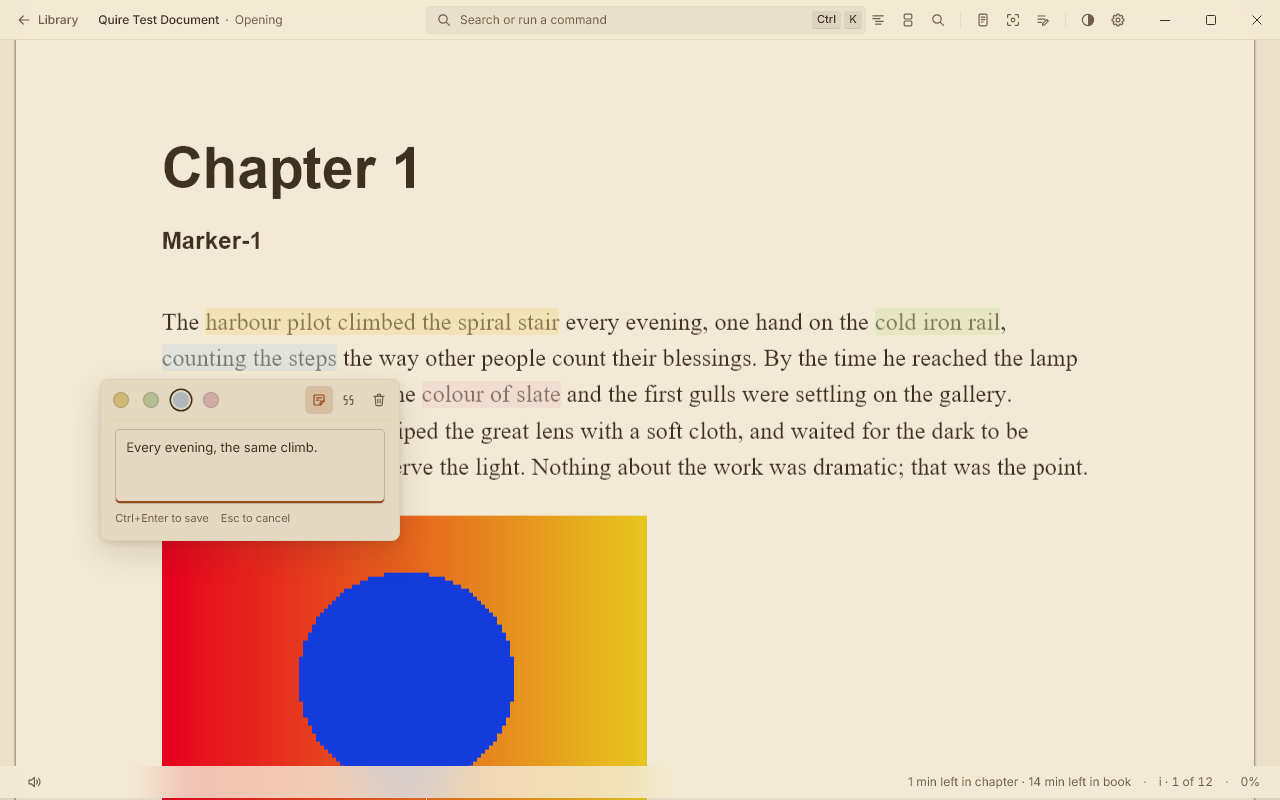 Library Quire Test Document · Opening Search or run a command Ctrl K
Chapter 1
Marker-1
The harbour pilot climbed the spiral stair every evening, one hand on the cold iron rail,
counting the steps the way other people count their blessings. By the time he reached the lamp
colour of slate and the first gulls were settling on the gallery.
the great lens with a soft cloth, and waited for the dark to be
the light. Nothing about the work was dramatic; that was the point.
Every evening, the same climb.
Ctrl+Enter to save Esc to cancel
1 min left in chapter · 14 min left in book · i · 1 of 12 · 0%